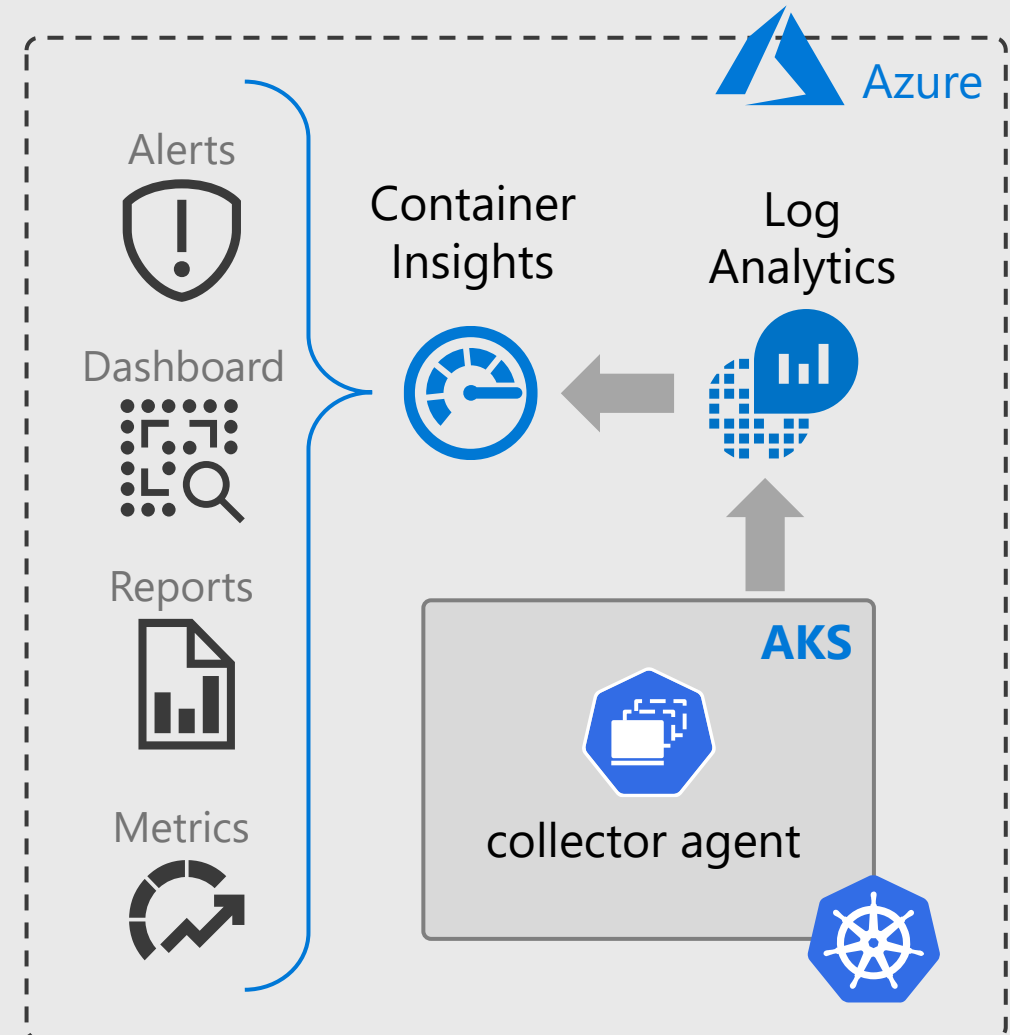 Azure
Alerts
Container
Insights
Log
Analytics
Dashboard
Reports
AKS
Metrics
collector agent